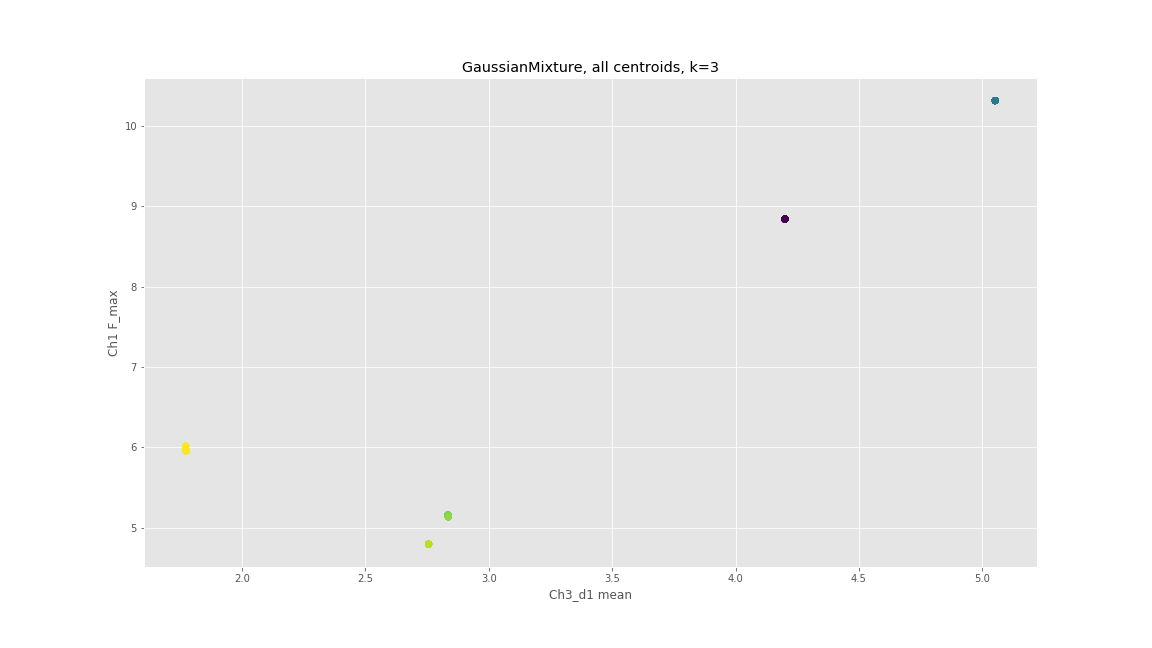 GaussianMixture, all centroids, k=3
10
9
8
7
6
5
Ch1 F_max
2.0 2.5 3.0 3.5 4.0 4.5 5.0
Ch3_d1 mean